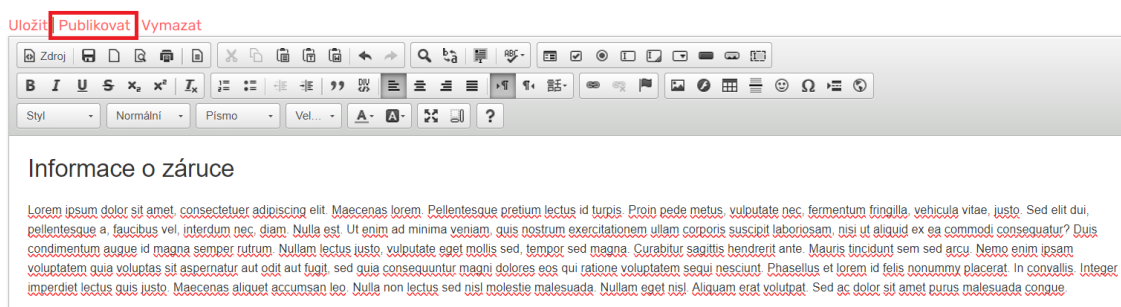 Uložit | Publikovat Vymazat
Zdroj
Styl Normální Písmo Vel... A A ?
Informace o záruce
Lorem ipsum dolor sit amet, consectetuer adipiscing elit. Maecenas lorem. Pellentesque pretium lectus id turpis. Proin pede metus, vulputate nec, fermentum fringilla, vehicula vitae, justo. Sed elit dui,
pellentesque a, faucibus vel, interdum nec, diam. Nulla est. Ut enim ad minima veniam, quis nostrum exercitationem ullam corporis suscipit laboriosam, nisi ut aliquid ex ea commodi consequatur? Duis
condimentum augue id magna semper rutrum. Nullam lectus justo, vulputate eget mollis sed, tempor sed magna. Curabitur sagittis hendrerit ante. Mauris tincidunt sem sed arcu. Nemo enim ipsam
voluptatem quia voluptas sit aspernatur aut odit aut fugit, sed quia consequuntur magni dolores eos qui ratione voluptatem sequi nesciunt. Phasellus et lorem id felis nonummy placerat. In convallis. Integer
imperdiet lectus quis justo. Maecenas aliquet accumsan leo. Nulla non lectus sed nisl molestie malesuada. Nullam eget nisl. Aliquam erat volutpat. Sed ac dolor sit amet purus malesuada congue.